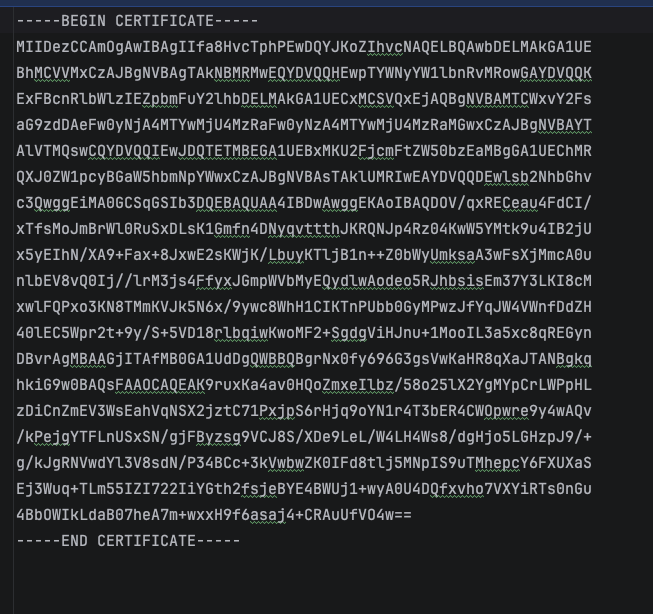 -----BEGIN CERTIFICATE-----
MIIDezCCAmOgAwIBAgIIfa8HvcTphPEwDQYJKoZIhvcNAQELBQAwbDELMAkGA1UE
BhMCVVMxCzAJBgNVBAgTAkNBMRMwEQYDVQQHEwpTYWNyYW1lbnRvMRowGAYDVQQK
ExFBcnRlbWlzIEZpbmFuY2lhbDELMAkGA1UECxMCSVQxEjAQBgNVBAMTCWxvY2Fs
aG9zdDAeFw0yNjA4MTYwMjU4MzRaFw0yNzA4MTYwMjU4MzRaMGwxCzAJBgNVBAYT
AlVTMQswCQYDVQQIEwJDQTETMBEGA1UEBxMKU2FjcmFtZW50bzEaMBgGA1UEChMR
QXJ0ZW1pcyBGaW5hbmNpYWwxCzAJBgNVBAsTAklUMRIwEAYDVQQDEwlsb2NhbGhv
c3QwggEiMA0GCSqGSIb3DQEBAQUAA4IBDwAwggEKAoIBAQDOV/qxRECeau4FdCI/
xTfsMoJmBrWl0RuSxDLsK1Gmfn4DNyqvttthJKRQNJp4Rz04KwW5YMtk9u4IB2jU
x5yEIhN/XA9+Fax+8JxwE2sKWjK/LbuyKTljB1n++Z0bWyUmksaA3wFsXjMmcA0u
nlbEV8vQ0Ij//lrM3js4FfyxJGmpWVbMyEQydlwAodeo5RJhbsisEm37Y3LKI8cM
xwlFQPxo3KN8TMmKVJk5N6x/9ywc8WhH1CIKTnPUbb0GyMPwzJfYqJW4VWnfDdZH
40lEC5Wpr2t+9y/S+5VD18rlbqiwKwoMF2+SgdgViHJnu+1MooIL3a5xc8qREGyn
DBvrAgMBAAGjITAfMB0GA1UdDgQWBBQBgrNx0fy696G3gsVwKaHR8qXaJTANBgkq
hkiG9w0BAQsFAAOCAQEAK9ruxKa4av0HQoZmxeIlbz/58o25lX2YgMYpCrLWPpHL
zDiCnZmEV3WsEahVqNSX2jztC71PxjpS6rHjq9oYN1r4T3bER4CWOpwre9y4wAQv
/kPejgYTFLnUSxSN/gjFByzsg9VCJ8S/XDe9LeL/W4LH4Ws8/dgHjo5LGHzpJ9/+
g/kJgRNVwdYl3V8sdN/P34BCc+3kVwbwZK0IFd8tlj5MNpIS9uTMhepcY6FXUXaS
Ej3Wuq+TLm55IZI722IiYGth2fsjeBYE4BWUj1+wyA0U4DQfxvho7VXYiRTs0nGu
4BbOWIkLdaB07heA7m+wxxH9f6asaj4+CRAuUfVO4w==
-----END CERTIFICATE-----